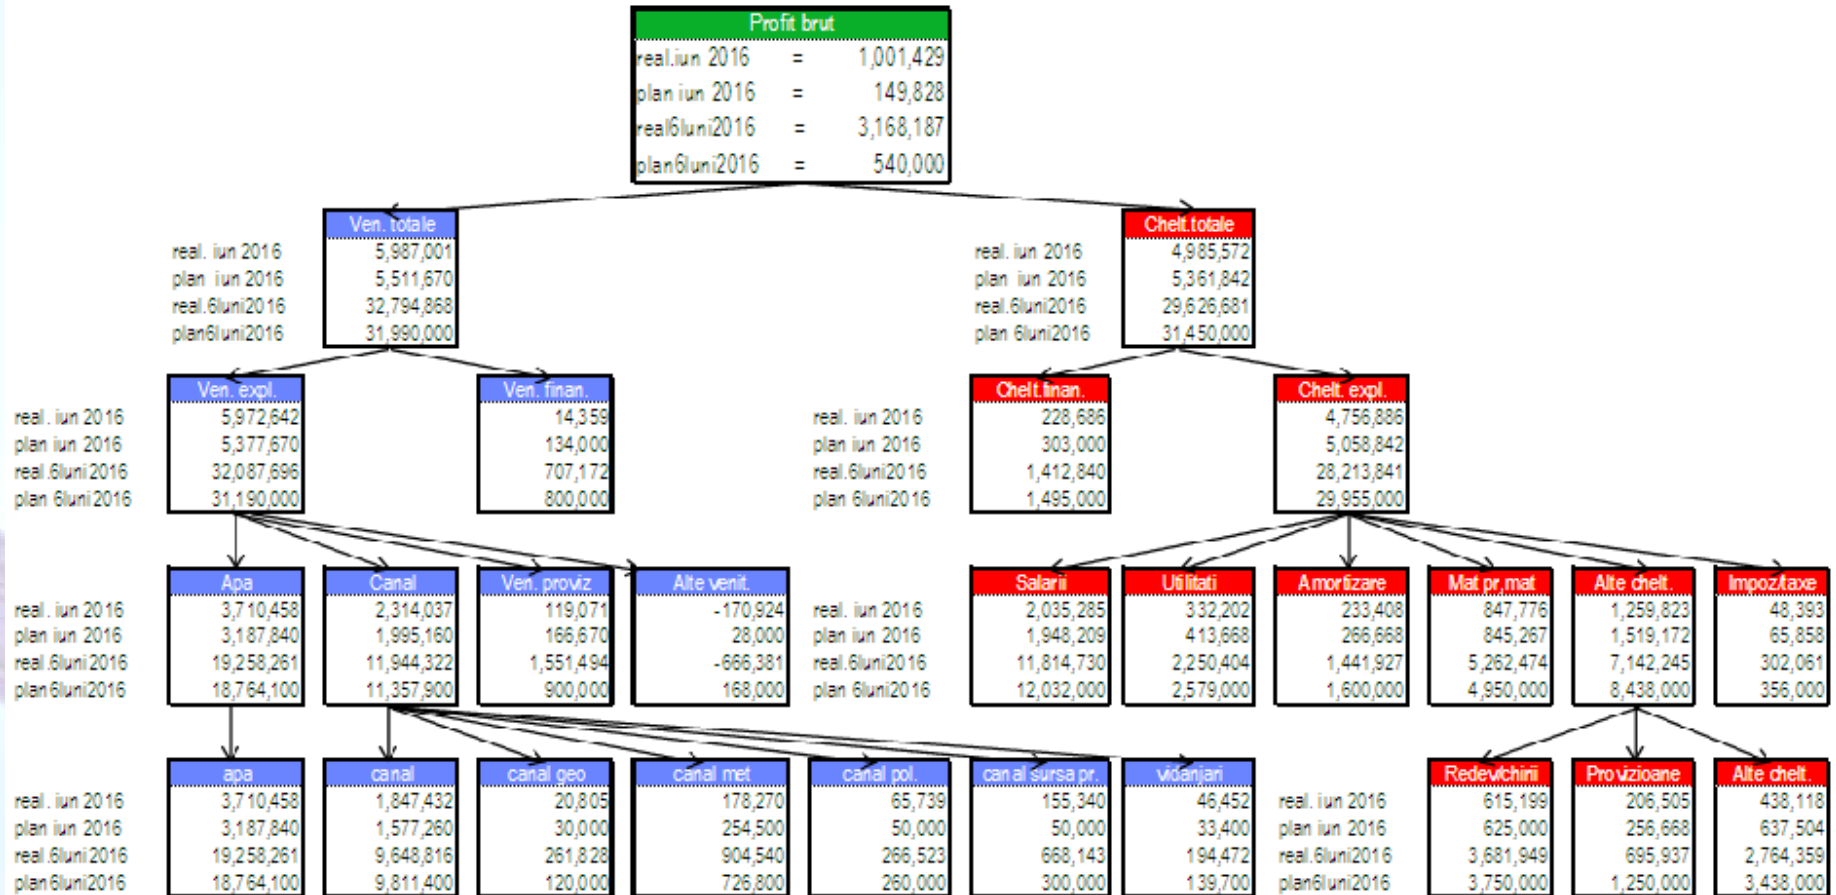 Profit brut
real.iun 2016 = 1,001,429
plan iun 2016 = 149,828
real6luni2016 = 3,168,187
plan6luni2016 = 540,000
Ven. totale Chelt.totale
real. iun 2016 5,987,001 real. iun 2016 4,985,572
plan iun 2016 5,511,670 plan iun 2016 5,361,842
real.6luni2016 32,794,868 real.6luni2016 29,626,681
plan6luni2016 31,990,000 plan 6luni2016 31,450,000
Ven. expl. Ven. finan. Chelt.finan. Chelt. expl.
real. iun 2016 5,972,642 14,359 real. iun 2016 228,686 4,756,886
plan iun 2016 5,377,670 134,000 plan iun 2016 303,000 5,058,842
real.6luni2016 32,087,696 707,172 real.6luni2016 1,412,840 28,213,841
plan 6luni2016 31,190,000 800,000 plan 6luni2016 1,495,000 29,955,000
Apa Canal Ven. proviz Alte venit. Salarii Utilitati Amortizare Mat pr,mat Alte chelt. Impoz/taxe
real. iun 2016 3,710,458 2,314,037 119,071 -170,924 real. iun 2016 2,035,285 332,202 233,408 847,776 1,259,823 48,393
plan iun 2016 3,187,840 1,995,160 166,670 28,000 plan iun 2016 1,948,209 413,668 266,668 845,267 1,519,172 65,858
real.6luni2016 19,258,261 11,944,322 1,551,494 -666,381 real.6luni2016 11,814,730 2,250,404 1,441,927 5,262,474 7,142,245 302,061
plan6luni2016 18,764,100 11,357,900 900,000 168,000 plan 6luni2016 12,032,000 2,579,000 1,600,000 4,950,000 8,438,000 356,000
apa canal canal geo canal met canal pol. canal sursa pr. vidanjari Redev/chirii Provizioane Alte chelt.
real. iun 2016 3,710,458 1,847,432 20,805 178,270 65,739 155,340 46,452 real. iun 2016 615,199 206,505 438,118
plan iun 2016 3,187,840 1,577,260 30,000 254,500 50,000 50,000 33,400 plan iun 2016 625,000 256,668 637,504
real.6luni2016 19,258,261 9,648,816 261,828 904,540 266,523 668,143 194,472 real.6luni2016 3,681,949 695,937 2,764,359
plan6luni2016 18,764,100 9,811,400 120,000 726,800 260,000 300,000 139,700 plan6luni2016 3,750,000 1,250,000 3,438,000